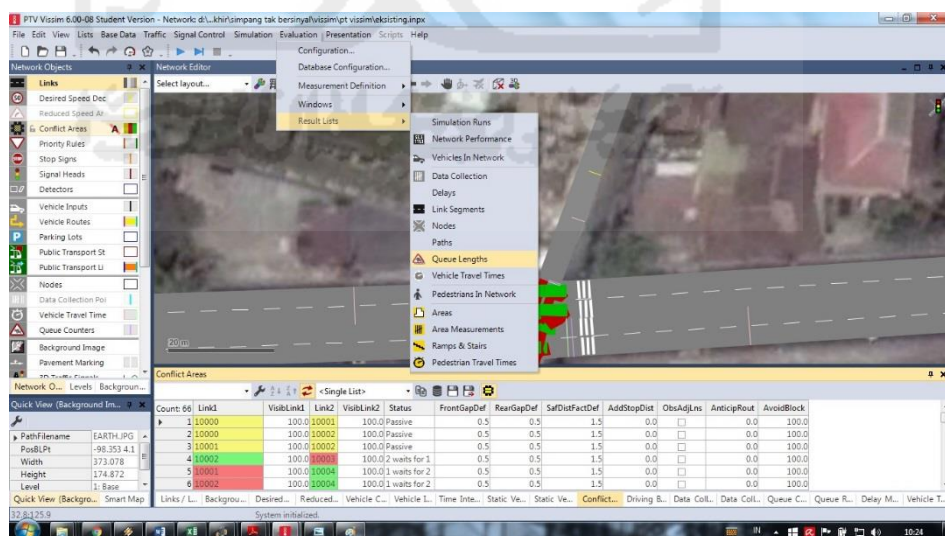 PTV Vissim 6.00-08 Student Version - Network: d:\...khir\simpang tak bersinyal\vissim\pt vissim\eksisting.inpx
File Edit View Lists Base Data Traffic Signal Control Simulation Evaluation Presentation Scripts Help
Configuration...
Database Configuration...
Measurement Definition
Windows
Result Lists
Simulation Runs
Network Performance
Vehicles In Network
Data Collection
Delays
Link Segments
Nodes
Paths
Queue Lengths
Vehicle Travel Times
Pedestrians In Network
Areas
Area Measurements
Ramps & Stairs
Pedestrian Travel Times
Network Objects
Network Editor
Select layout...
Links
Desired Speed Dec
Reduced Speed Ar
Conflict Areas
Priority Rules
Stop Signs
Signal Heads
Detectors
Vehicle Inputs
Vehicle Routes
Parking Lots
Public Transport St
Public Transport Li
Nodes
Data Collection Poi
Vehicle Travel Time
Queue Counters
Background Image
Pavement Marking
3D Traffic Signals
Network O... Levels Backgroun...
20 m
Quick View (Background Im...
PathFilename EARTH.JPG
PosBLPt -98.353 4.1
Width 373.078
Height 174.872
Level 1: Base
Quick View (Backgro... Smart Map
Conflict Areas
<Single List>
Count: 66 Link1 VisibLink1 Link2 VisibLink2 Status FrontGapDef RearGapDef SafDistFactDef AddStopDist ObsAdjLns AnticipRout AvoidBlock
1 10000 100.0 10001 100.0 Passive 0.5 0.5 1.5 0.0 0.0 100.0
2 10000 100.0 10002 100.0 Passive 0.5 0.5 1.5 0.0 0.0 100.0
3 10001 100.0 10002 100.0 Passive 0.5 0.5 1.5 0.0 0.0 100.0
4 10002 100.0 10003 100.0 2 waits for 1 0.5 0.5 1.5 0.0 0.0 100.0
5 10001 100.0 10004 100.0 1 waits for 2 0.5 0.5 1.5 0.0 0.0 100.0
6 10002 100.0 10004 100.0 1 waits for 2 0.5 0.5 1.5 0.0 0.0 100.0
Links / L... Backgrou... Desired... Reduced... Vehicle C... Vehicle I... Time Inte... Static Ve... Static Ve... Conflict... Driving B... Data Coll... Data Coll... Queue C... Queue R... Delay M... Vehicle T...
32.8:125.9 System initialized.
IN 10:24